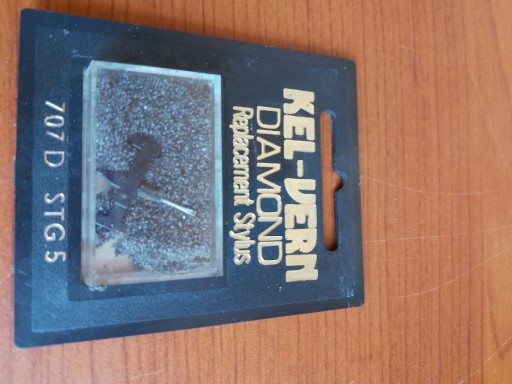 KEL-VERN
DIAMOND
Replacement Stylus
707 D STG.5